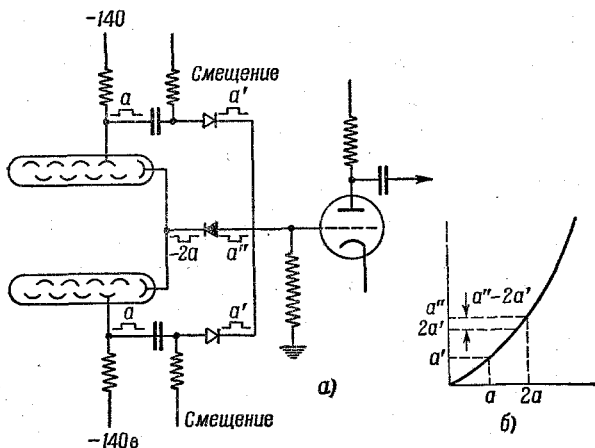 -140
Смещение
a
a'
-2a
a"
a
a'
Смещение
-140в
а)
a"
2a'
a'
a"-2a'
a
2a
б)